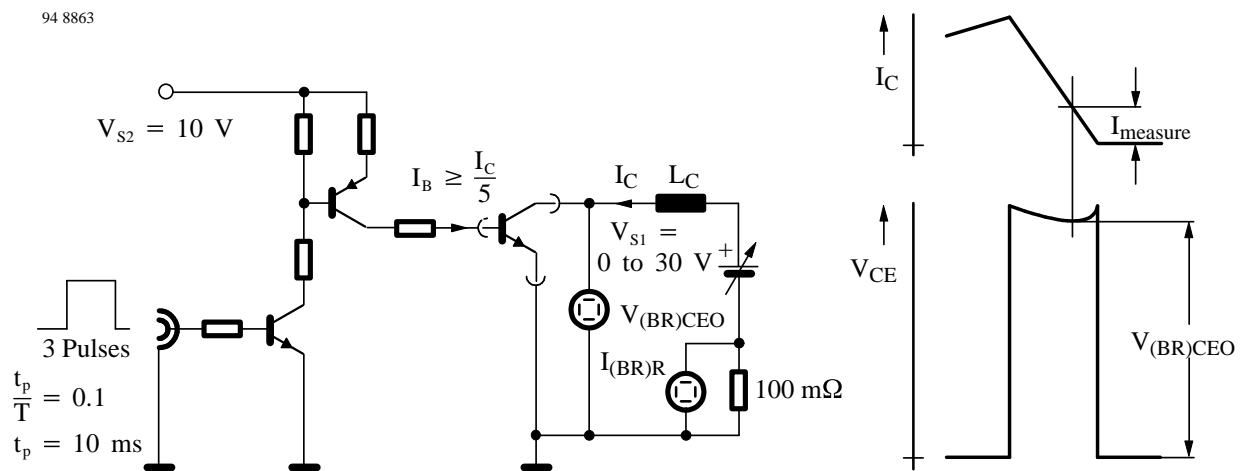 94 8863
V_S2 = 10 V
I_B ≥ I_C/5
I_C
L_C
V_S1 =
0 to 30 V
+
V_(BR)CEO
I_(BR)R
100 mΩ
3 Pulses
t_p/T = 0.1
t_p = 10 ms
I_C
I_measure
V_CE
V_(BR)CEO